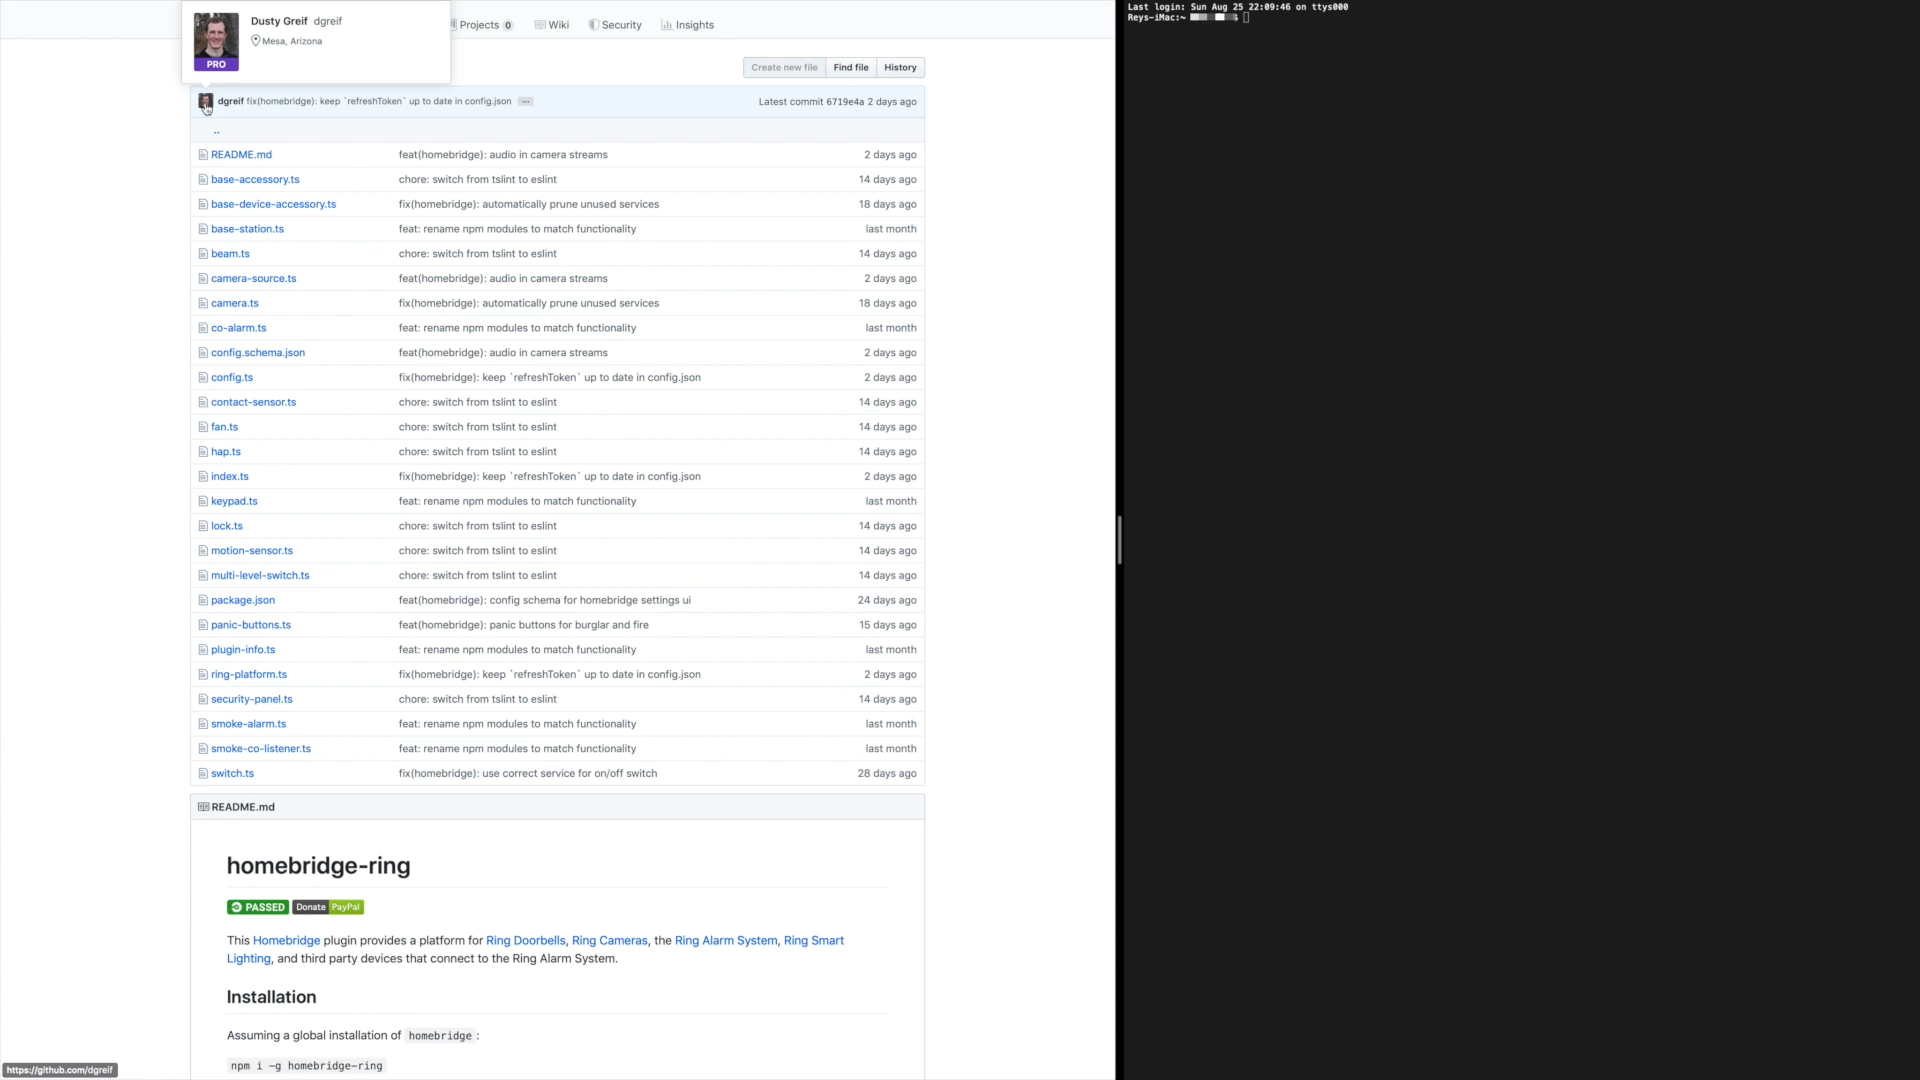 Dusty Greif dgreif
Mesa, Arizona
PRO
Projects 0 Wiki Security Insights
Create new file Find file History
dgreif fix(homebridge): keep `refreshToken` up to date in config.json ... Latest commit 6719e4a 2 days ago
..
README.md feat(homebridge): audio in camera streams 2 days ago
base-accessory.ts chore: switch from tslint to eslint 14 days ago
base-device-accessory.ts fix(homebridge): automatically prune unused services 18 days ago
base-station.ts feat: rename npm modules to match functionality last month
beam.ts chore: switch from tslint to eslint 14 days ago
camera-source.ts feat(homebridge): audio in camera streams 2 days ago
camera.ts fix(homebridge): automatically prune unused services 18 days ago
co-alarm.ts feat: rename npm modules to match functionality last month
config.schema.json feat(homebridge): audio in camera streams 2 days ago
config.ts fix(homebridge): keep `refreshToken` up to date in config.json 2 days ago
contact-sensor.ts chore: switch from tslint to eslint 14 days ago
fan.ts chore: switch from tslint to eslint 14 days ago
hap.ts chore: switch from tslint to eslint 14 days ago
index.ts fix(homebridge): keep `refreshToken` up to date in config.json 2 days ago
keypad.ts feat: rename npm modules to match functionality last month
lock.ts chore: switch from tslint to eslint 14 days ago
motion-sensor.ts chore: switch from tslint to eslint 14 days ago
multi-level-switch.ts chore: switch from tslint to eslint 14 days ago
package.json feat(homebridge): config schema for homebridge settings ui 24 days ago
panic-buttons.ts feat(homebridge): panic buttons for burglar and fire 15 days ago
plugin-info.ts feat: rename npm modules to match functionality last month
ring-platform.ts fix(homebridge): keep `refreshToken` up to date in config.json 2 days ago
security-panel.ts chore: switch from tslint to eslint 14 days ago
smoke-alarm.ts feat: rename npm modules to match functionality last month
smoke-co-listener.ts feat: rename npm modules to match functionality last month
switch.ts fix(homebridge): use correct service for on/off switch 28 days ago
README.md
homebridge-ring
PASSED Donate PayPal
This Homebridge plugin provides a platform for Ring Doorbells, Ring Cameras, the Ring Alarm System, Ring Smart
Lighting, and third party devices that connect to the Ring Alarm System.
Installation
Assuming a global installation of homebridge :
npm i -g homebridge-ring
https://github.com/dgreif
Last login: Sun Aug 25 22:09:46 on ttys000
Reys-iMac:~ $